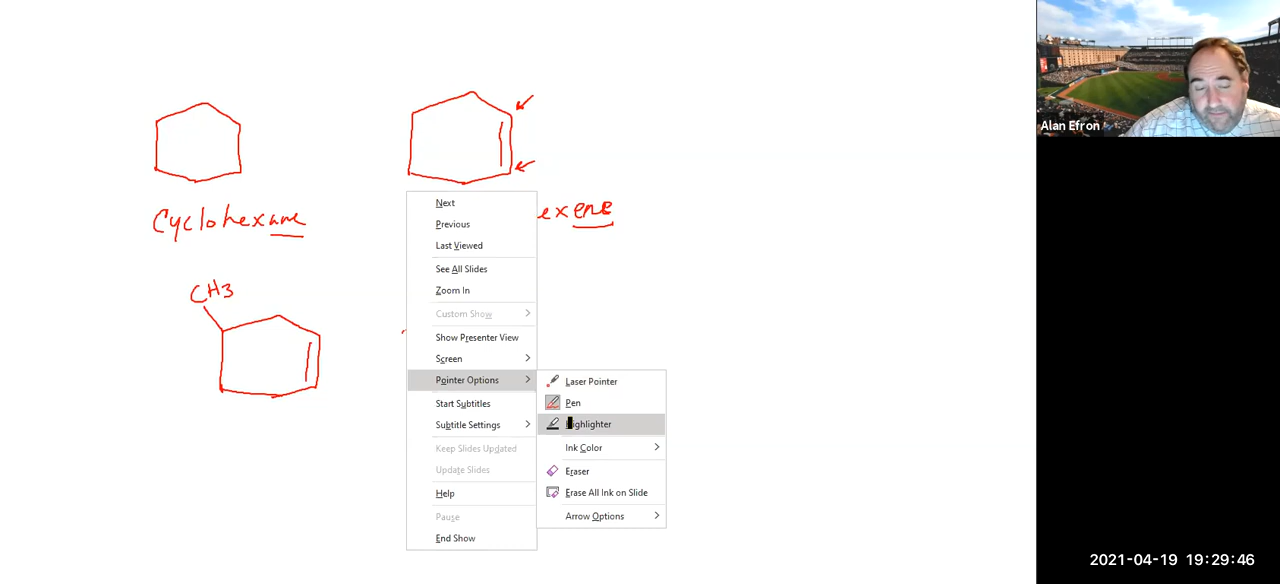 Alan Efron
Cyclohexane
exene
CH3
Next
Previous
Last Viewed
See All Slides
Zoom In
Custom Show
Show Presenter View
Screen
Pointer Options
Start Subtitles
Subtitle Settings
Keep Slides Updated
Update Slides
Help
Pause
End Show
Laser Pointer
Pen
Highlighter
Ink Color
Eraser
Erase All Ink on Slide
Arrow Options
2021-04-19 19:29:46